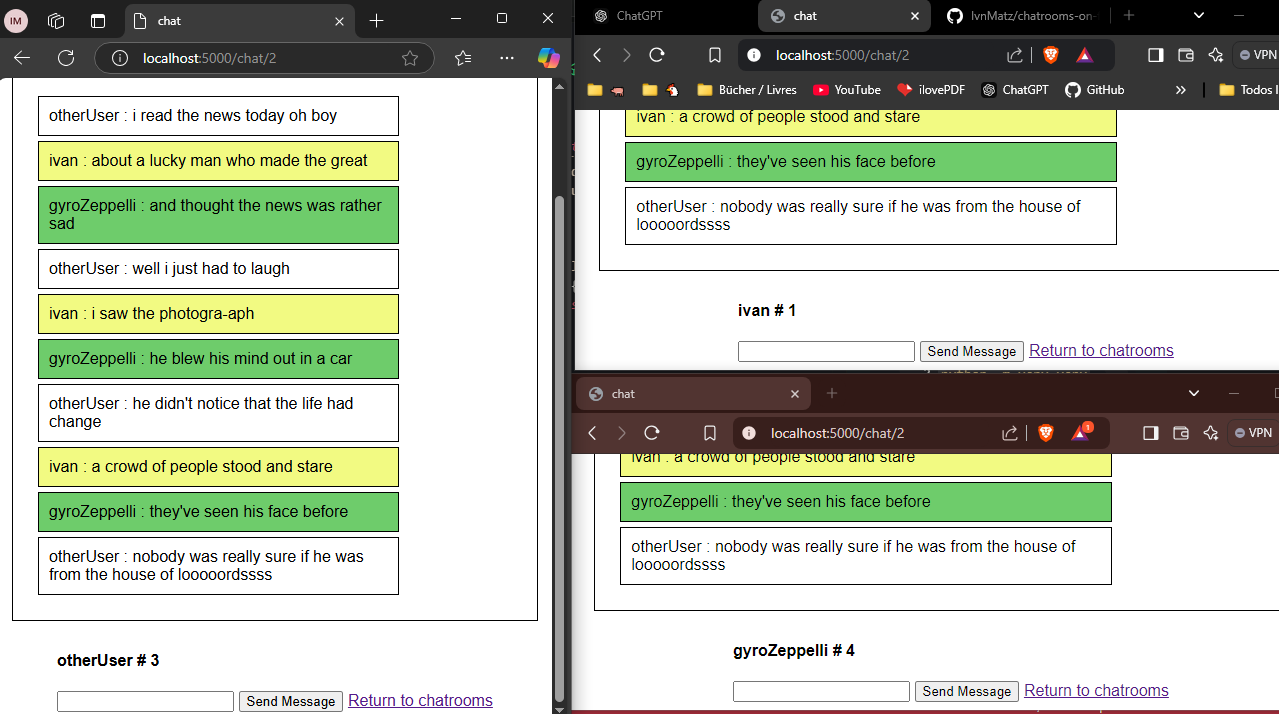 IM
chat
localhost:5000/chat/2
otherUser : i read the news today oh boy
ivan : about a lucky man who made the great
gyroZeppelli : and thought the news was rather
sad
otherUser : well i just had to laugh
ivan : i saw the photogra-aph
gyroZeppelli : he blew his mind out in a car
otherUser : he didn't notice that the life had
change
ivan : a crowd of people stood and stare
gyroZeppelli : they've seen his face before
otherUser : nobody was really sure if he was
from the house of looooordssss
otherUser # 3
Send Message Return to chatrooms
ChatGPT chat IvnMatz/chatrooms-on-
localhost:5000/chat/2 VPN
Bücher / Livres YouTube ilovePDF ChatGPT GitHub » Todos
ivan : a crowd of people stood and stare
gyroZeppelli : they've seen his face before
otherUser : nobody was really sure if he was from the house of
looooordssss
ivan # 1
Send Message Return to chatrooms
chat
localhost:5000/chat/2 1 VPN
ivan : a crowd of people stood and stare
gyroZeppelli : they've seen his face before
otherUser : nobody was really sure if he was from the house of
looooordssss
gyroZeppelli # 4
Send Message Return to chatrooms